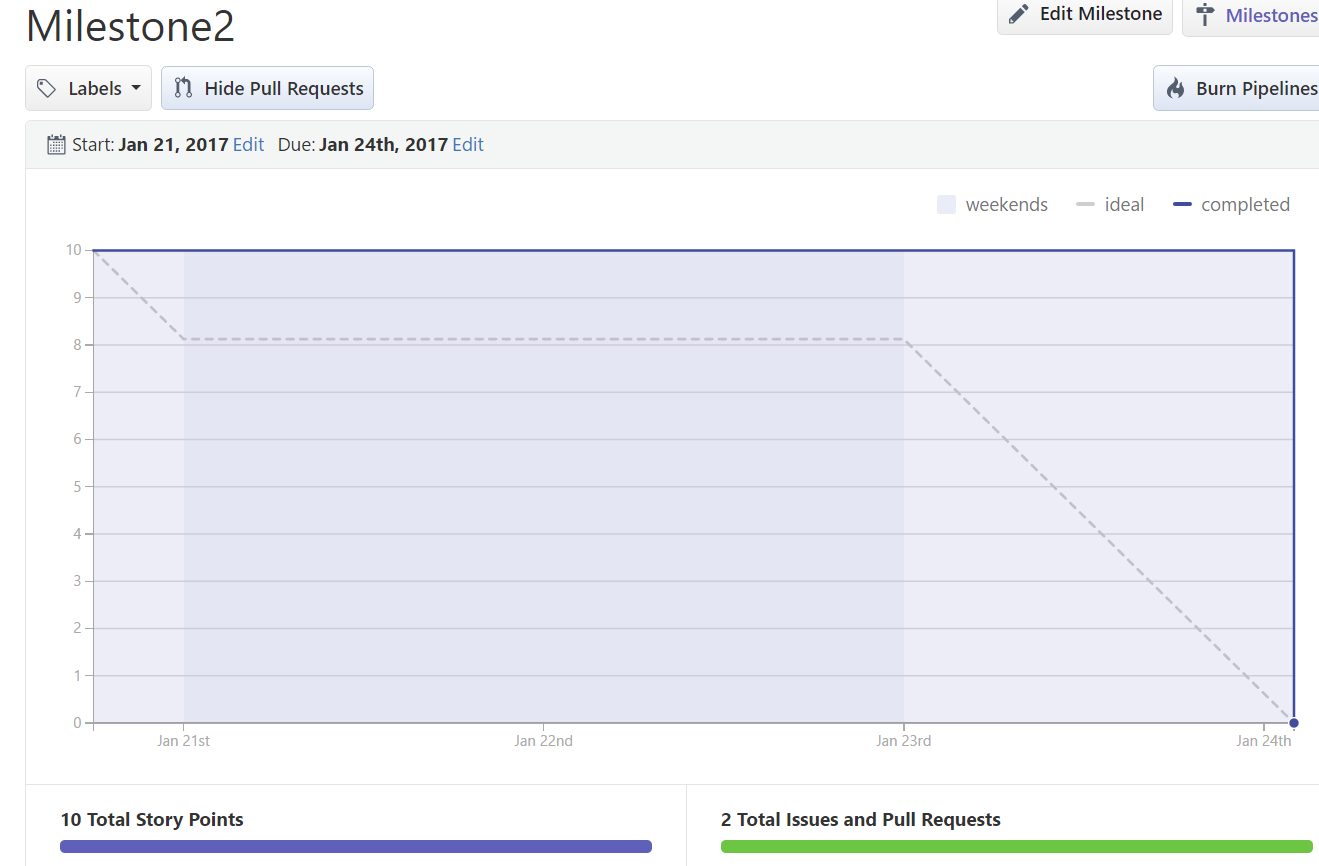 Milestone2
Edit Milestone
Milestones
Labels
Hide Pull Requests
Burn Pipelines
Start: Jan 21, 2017 Edit Due: Jan 24th, 2017 Edit
weekends ideal completed
10
9
8
7
6
5
4
3
2
1
0
Jan 21st Jan 22nd Jan 23rd Jan 24th
10 Total Story Points
2 Total Issues and Pull Requests